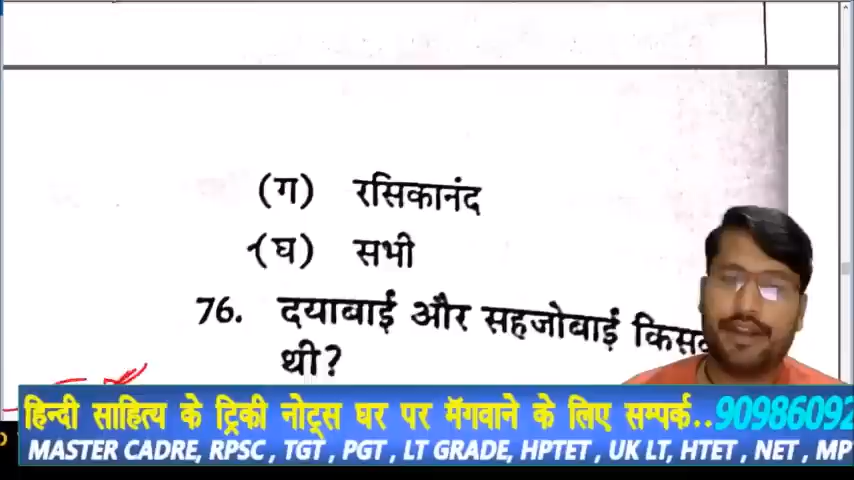 (ग) रसिकानंद
(घ) सभी
76. दयाबाई और सहजोबाई
थी?
हिन्दी साहित्य के ट्रिकी नोट्स घर पर मँगवाने के लिए सम्पर्क..9098609
MASTER CADRE, RPSC , TGT , PGT , LT GRADE, HPTET , UK LT, HTET , NET , MP